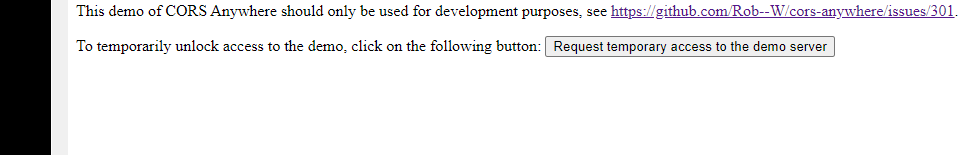 This demo of CORS Anywhere should only be used for development purposes, see https://github.com/Rob--W/cors-anywhere/issues/301.
To temporarily unlock access to the demo, click on the following button: Request temporary access to the demo server